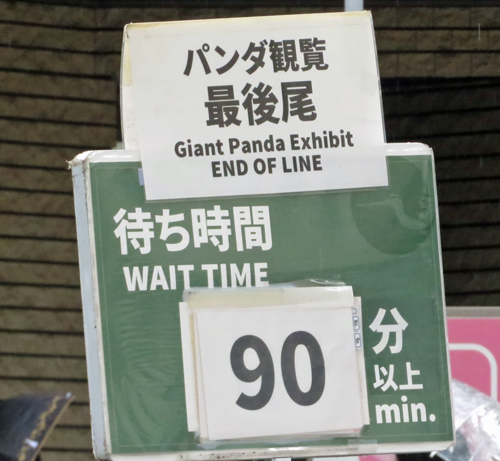 パンダ観覧
最後尾
Giant Panda Exhibit
END OF LINE
待ち時間
WAIT TIME
90
分
以上
min.